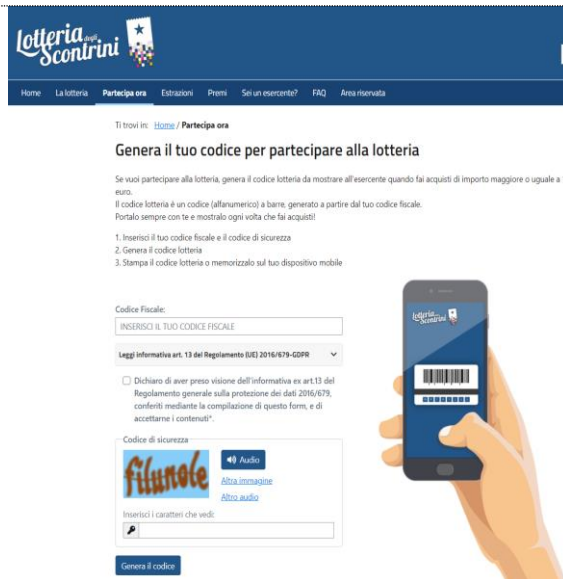 Lotteria degli
Scontrini
Home La lotteria Partecipa ora Estrazioni Premi Sei un esercente? FAQ Area riservata
Ti trovi in: Home / Partecipa ora
Genera il tuo codice per partecipare alla lotteria
Se vuoi partecipare alla lotteria, genera il codice lotteria da mostrare all'esercente quando fai acquisti di importo maggiore o uguale a
euro.
Il codice lotteria è un codice (alfanumerico) a barre, generato a partire dal tuo codice fiscale.
Portalo sempre con te e mostralo ogni volta che fai acquisti!
1. Inserisci il tuo codice fiscale e il codice di sicurezza
2. Genera il codice lotteria
3. Stampa il codice lotteria o memorizzalo sul tuo dispositivo mobile
Codice Fiscale:
INSERISCI IL TUO CODICE FISCALE
Leggi informativa art. 13 del Regolamento (UE) 2016/679-GDPR
Dichiaro di aver preso visione dell'informativa ex art.13 del
Regolamento generale sulla protezione dei dati 2016/679,
conferiti mediante la compilazione di questo form, e di
accettarne i contenuti*.
Codice di sicurezza
Audio
Altra immagine
Altro audio
Inserisci i caratteri che vedi:
Genera il codice
Lotteria degli
Scontrini